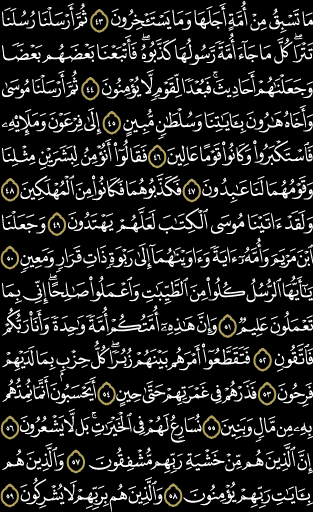 مَا تَسْبِقُ مِنْ أُمَّةٍ أَجَلَهَا وَمَا يَسْتَـْٔخِرُونَ ٤٣ ثُمَّ أَرْسَلْنَا رُسُلَنَا
تَتْرَا ۖ كُلَّ مَا جَآءَ أُمَّةً رَّسُولُهَا كَذَّبُوهُ ۚ فَأَتْبَعْنَا بَعْضَهُم بَعْضًا
وَجَعَلْنَٰهُمْ أَحَادِيثَ ۚ فَبُعْدًا لِّقَوْمٍ لَّا يُؤْمِنُونَ ٤٤ ثُمَّ أَرْسَلْنَا مُوسَىٰ
وَأَخَاهُ هَٰرُونَ بِـَٔايَٰتِنَا وَسُلْطَٰنٍ مُّبِينٍ ٤٥ إِلَىٰ فِرْعَوْنَ وَمَلَإِي۟هِۦ
فَٱسْتَكْبَرُوا۟ وَكَانُوا۟ قَوْمًا عَالِينَ ٤٦ فَقَالُوٓا۟ أَنُؤْمِنُ لِبَشَرَيْنِ مِثْلِنَا
وَقَوْمُهُمَا لَنَا عَٰبِدُونَ ٤٧ فَكَذَّبُوهُمَا فَكَانُوا۟ مِنَ ٱلْمُهْلَكِينَ ٤٨
وَلَقَدْ ءَاتَيْنَا مُوسَى ٱلْكِتَٰبَ لَعَلَّهُمْ يَهْتَدُونَ ٤٩ وَجَعَلْنَا
ٱبْنَ مَرْيَمَ وَأُمَّهُۥٓ ءَايَةً وَءَاوَيْنَٰهُمَآ إِلَىٰ رَبْوَةٍ ذَاتِ قَرَارٍ وَمَعِينٍ ٥٠
يَٰٓأَيُّهَا ٱلرُّسُلُ كُلُوا۟ مِنَ ٱلطَّيِّبَٰتِ وَٱعْمَلُوا۟ صَٰلِحًا ۖ إِنِّى بِمَا
تَعْمَلُونَ عَلِيمٌ ٥١ وَإِنَّ هَٰذِهِۦٓ أُمَّتُكُمْ أُمَّةً وَٰحِدَةً وَأَنَا۠ رَبُّكُمْ
فَٱتَّقُونِ ٥٢ فَتَقَطَّعُوٓا۟ أَمْرَهُم بَيْنَهُمْ زُبُرًا ۖ كُلُّ حِزْبٍۭ بِمَا لَدَيْهِمْ
فَرِحُونَ ٥٣ فَذَرْهُمْ فِى غَمْرَتِهِمْ حَتَّىٰ حِينٍ ٥٤ أَيَحْسَبُونَ أَنَّمَا نُمِدُّهُم
بِهِۦ مِن مَّالٍ وَبَنِينَ ٥٥ نُسَارِعُ لَهُمْ فِى ٱلْخَيْرَٰتِ ۚ بَل لَّا يَشْعُرُونَ ٥٦
إِنَّ ٱلَّذِينَ هُم مِّنْ خَشْيَةِ رَبِّهِم مُّشْفِقُونَ ٥٧ وَٱلَّذِينَ هُم
بِـَٔايَٰتِ رَبِّهِمْ يُؤْمِنُونَ ٥٨ وَٱلَّذِينَ هُم بِرَبِّهِمْ لَا يُشْرِكُونَ ٥٩